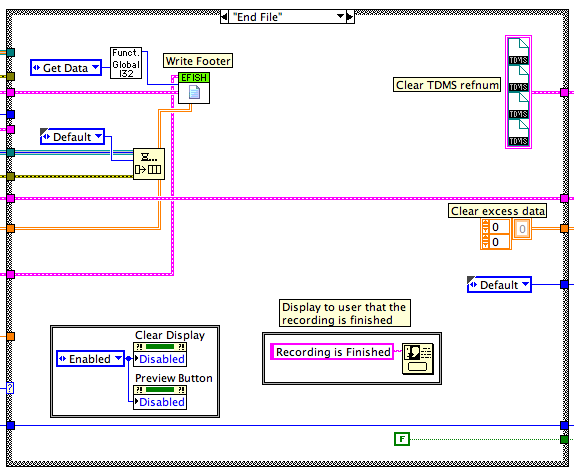 "End File"
Get Data
Funct.
Global
I32
Write Footer
EFISH
Clear TDMS refnum
TDMS
TDMS
TDMS
TDMS
Default
Clear excess data
0
0
0
Default
Display to user that the
recording is finished
Recording is Finished
Clear Display
?!
?!
Enabled
Disabled
Preview Button
?!
?!
Disabled
?
F